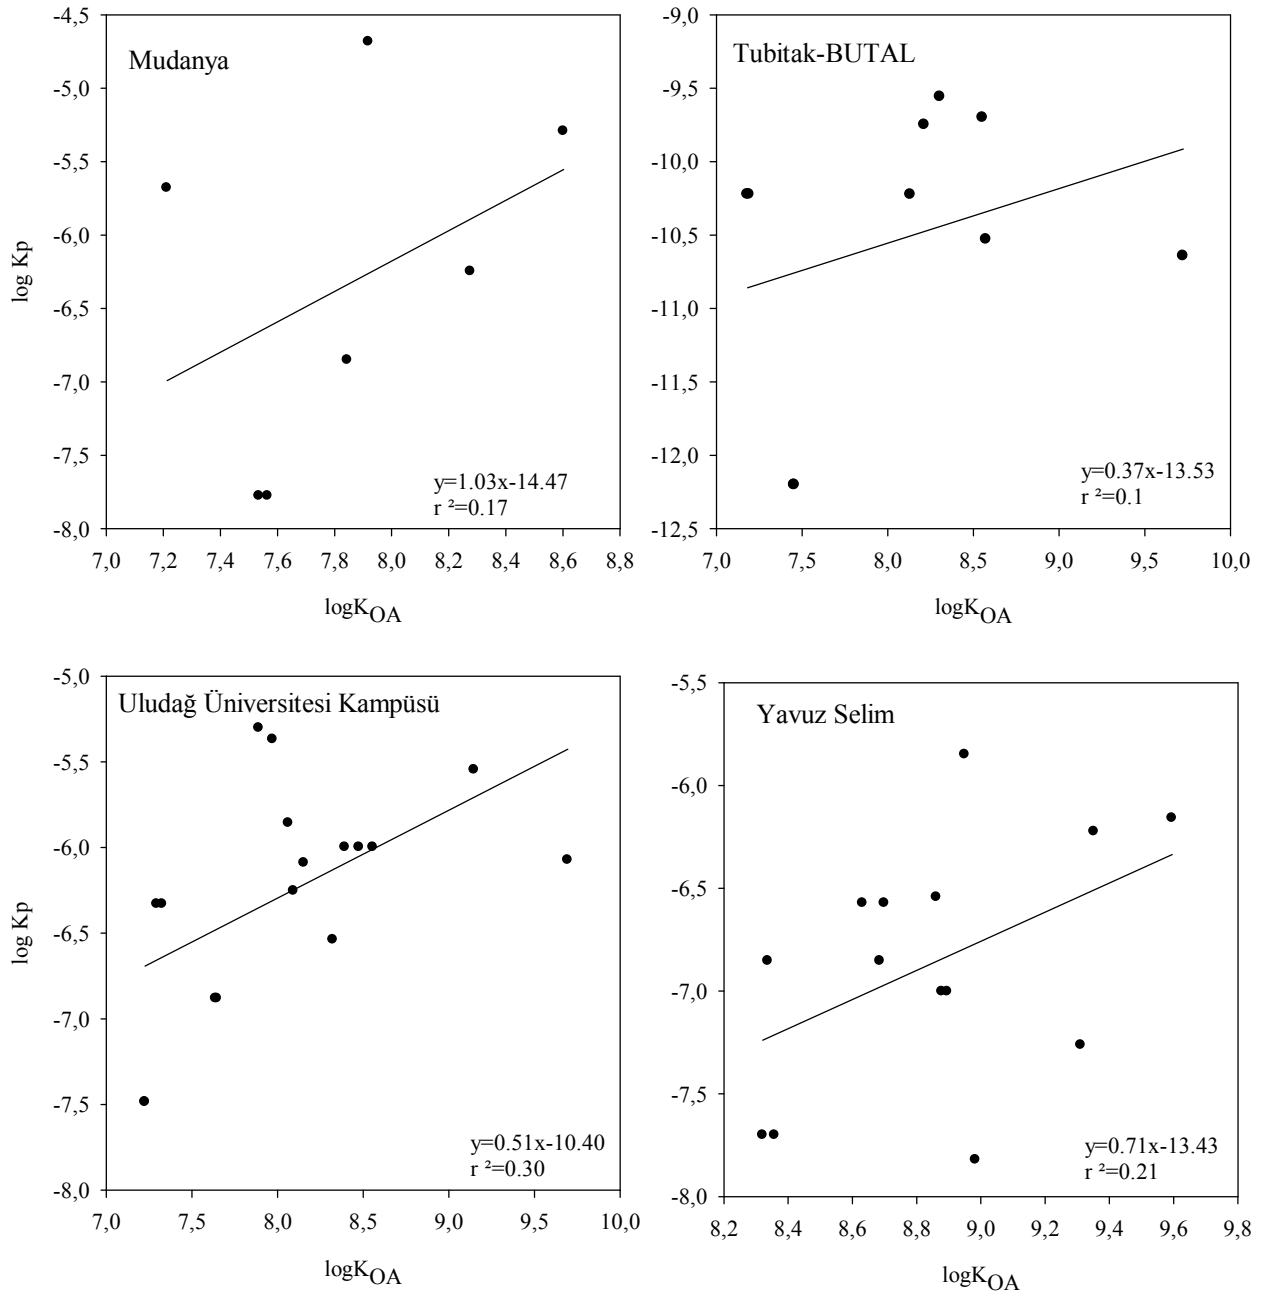 Mudanya
log Kp
-4,5
-5,0
-5,5
-6,0
-6,5
-7,0
-7,5
-8,0
7,0 7,2 7,4 7,6 7,8 8,0 8,2 8,4 8,6 8,8
y=1.03x-14.47
r ²=0.17
logKOA
Tubitak-BUTAL
-9,0
-9,5
-10,0
-10,5
-11,0
-11,5
-12,0
-12,5
7,0 7,5 8,0 8,5 9,0 9,5 10,0
y=0.37x-13.53
r ²=0.1
logKOA
Uludağ Üniversitesi Kampüsü
log Kp
-5,0
-5,5
-6,0
-6,5
-7,0
-7,5
-8,0
7,0 7,5 8,0 8,5 9,0 9,5 10,0
y=0.51x-10.40
r ²=0.30
logKOA
Yavuz Selim
-5,5
-6,0
-6,5
-7,0
-7,5
-8,0
8,2 8,4 8,6 8,8 9,0 9,2 9,4 9,6 9,8
y=0.71x-13.43
r ²=0.21
logKOA